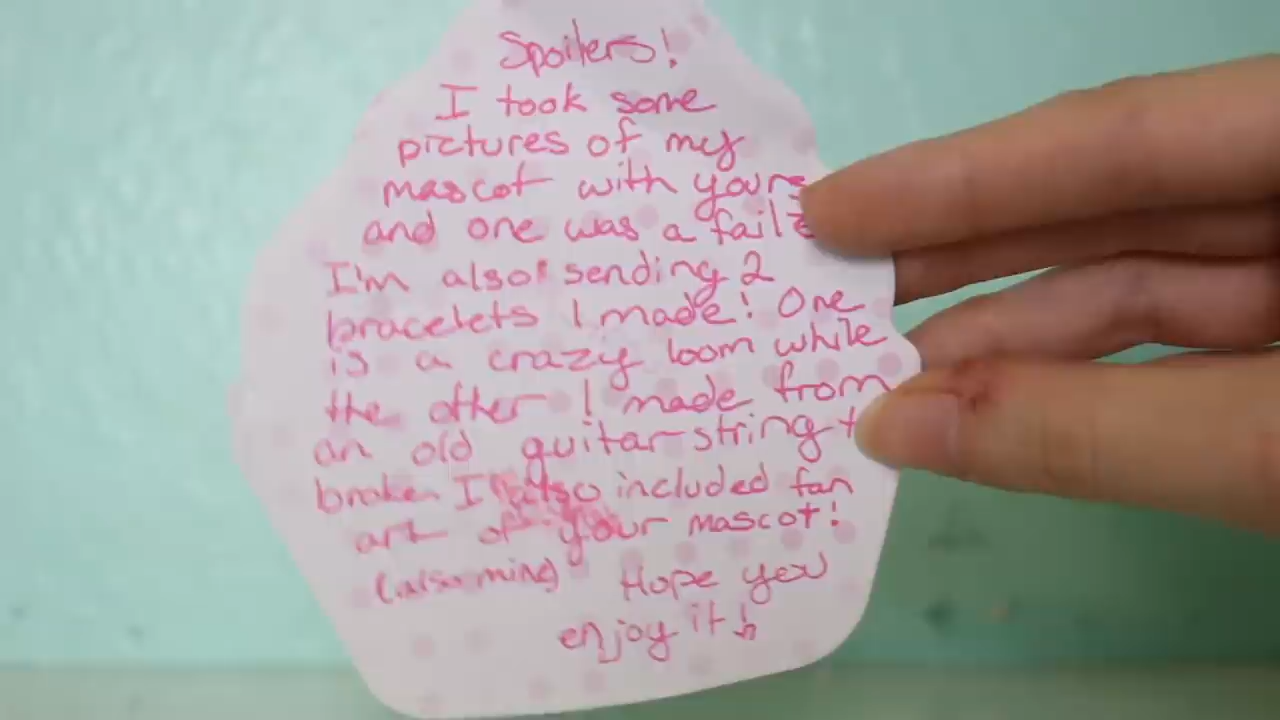 Spoilers!
I took some
pictures of my
mascot with yours
and one was a fail
I'm also sending 2
bracelets I made! One
is a crazy loom while
the other I made from
an old guitar string
broken I also included fan
art of your mascot!
(also mine) Hope you
enjoy it